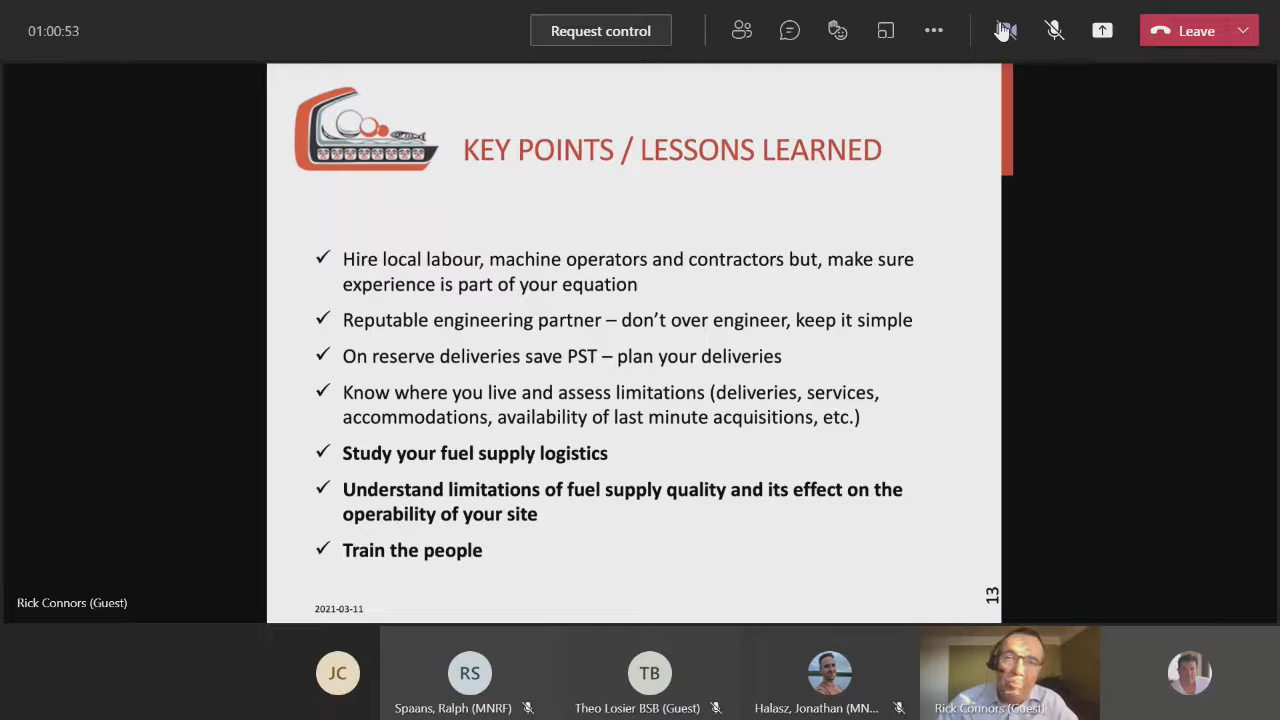 01:00:53
Request control
Leave
KEY POINTS / LESSONS LEARNED
✓ Hire local labour, machine operators and contractors but, make sure
experience is part of your equation
✓ Reputable engineering partner – don’t over engineer, keep it simple
✓ On reserve deliveries save PST – plan your deliveries
✓ Know where you live and assess limitations (deliveries, services,
accommodations, availability of last minute acquisitions, etc.)
✓ Study your fuel supply logistics
✓ Understand limitations of fuel supply quality and its effect on the
operability of your site
✓ Train the people
2021-03-11
13
Rick Connors (Guest)
JC
RS
TB
Spaans, Ralph (MNRF)
Theo Losier BSB (Guest)
Halasz, Jonathan (MN...
Rick Connors (Guest)